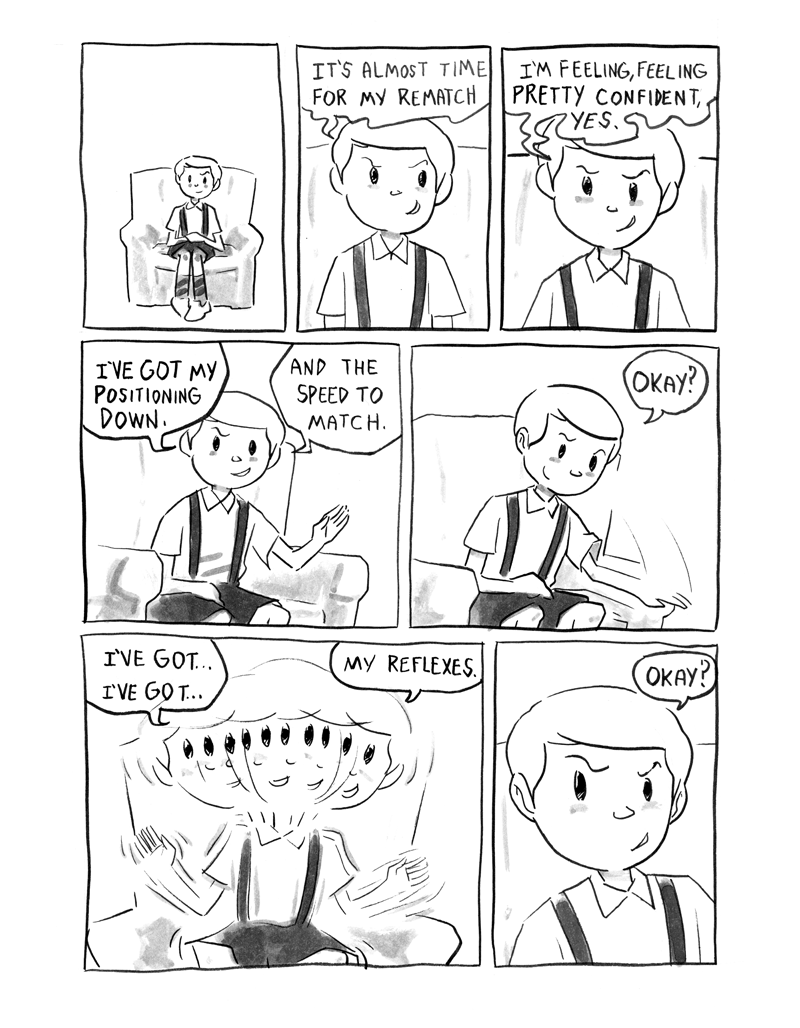 IT'S ALMOST TIME
FOR MY REMATCH
I'M FEELING, FEELING
PRETTY CONFIDENT,
YES.
I'VE GOT MY
POSITIONING
DOWN.
AND THE
SPEED TO
MATCH.
OKAY?
I'VE GOT...
I'VE GOT...
MY REFLEXES.
OKAY?